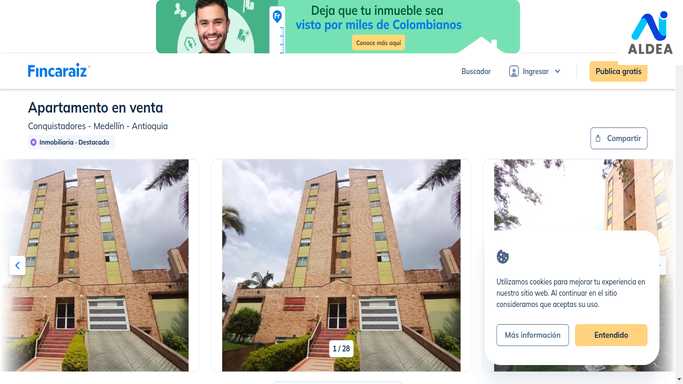 Deja que tu inmueble sea
visto por miles de Colombianos
Conoce más aquí
ALDEA
Fincaraiz
Buscador
Ingresar
Publica gratis
Apartamento en venta
Conquistadores - Medellín - Antioquia
Inmobiliaria - Destacado
Compartir
1 / 28
Utilizamos cookies para mejorar tu experiencia en
nuestro sitio web. Al continuar en el sitio
consideramos que aceptas su uso.
Más información
Entendido